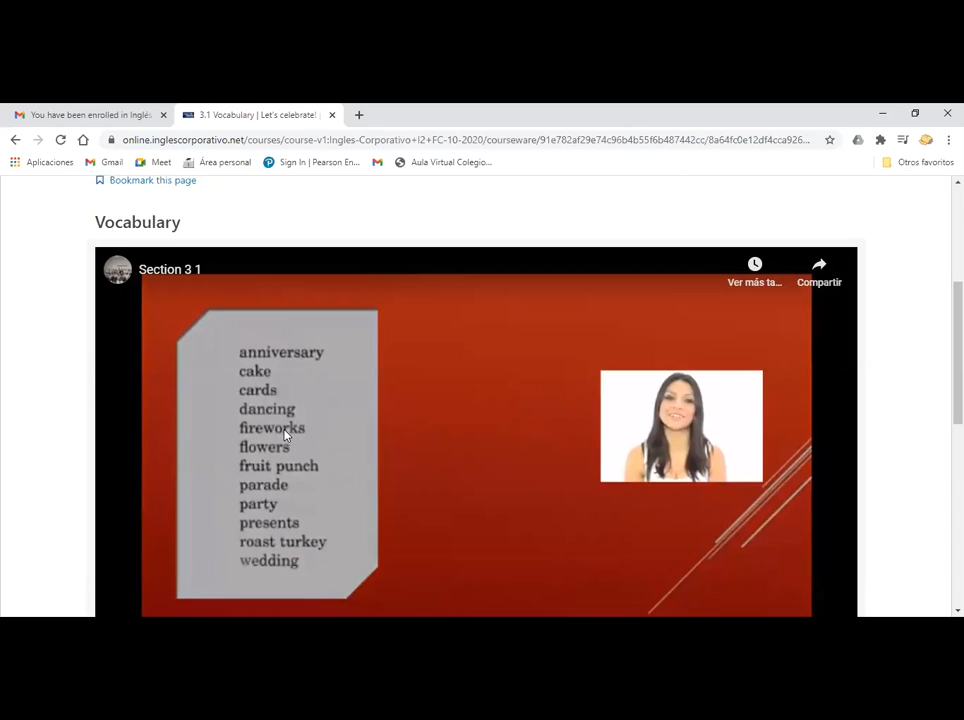 You have been enrolled in Inglés
3.1 Vocabulary | Let's celebrate! |
online.inglescorporativo.net/courses/course-v1:Ingles-Corporativo+I2+FC-10-2020/courseware/91e782af29e74c96b4b55f6b487442cc/8a64fc0e12df4cca926...
Aplicaciones Gmail Meet Área personal Sign In | Pearson En... Aula Virtual Colegio... Otros favoritos
Bookmark this page
Vocabulary
Section 3 1
Ver más ta... Compartir
anniversary
cake
cards
dancing
fireworks
flowers
fruit punch
parade
party
presents
roast turkey
wedding